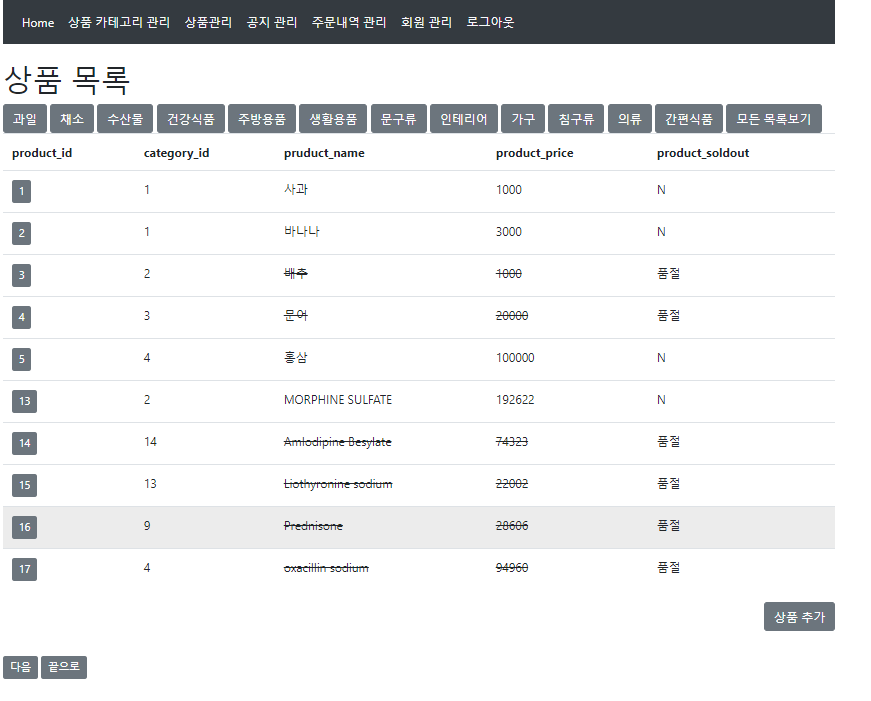 Home 상품 카테고리 관리 상품관리 공지 관리 주문내역 관리 회원 관리 로그아웃
상품 목록
과일 채소 수산물 건강식품 주방용품 생활용품 문구류 인테리어 가구 침구류 의류 간편식품 모든 목록보기
product_id category_id pruduct_name product_price product_soldout
1 1 사과 1000 N
2 1 바나나 3000 N
3 2 배추 1000 품절
4 3 문어 20000 품절
5 4 홍삼 100000 N
13 2 MORPHINE SULFATE 192622 N
14 14 Amlodipine Besylate 74323 품절
15 13 Liothyronine sodium 22002 품절
16 9 Prednisone 28606 품절
17 4 oxacillin sodium 94960 품절
상품 추가
다음 끝으로